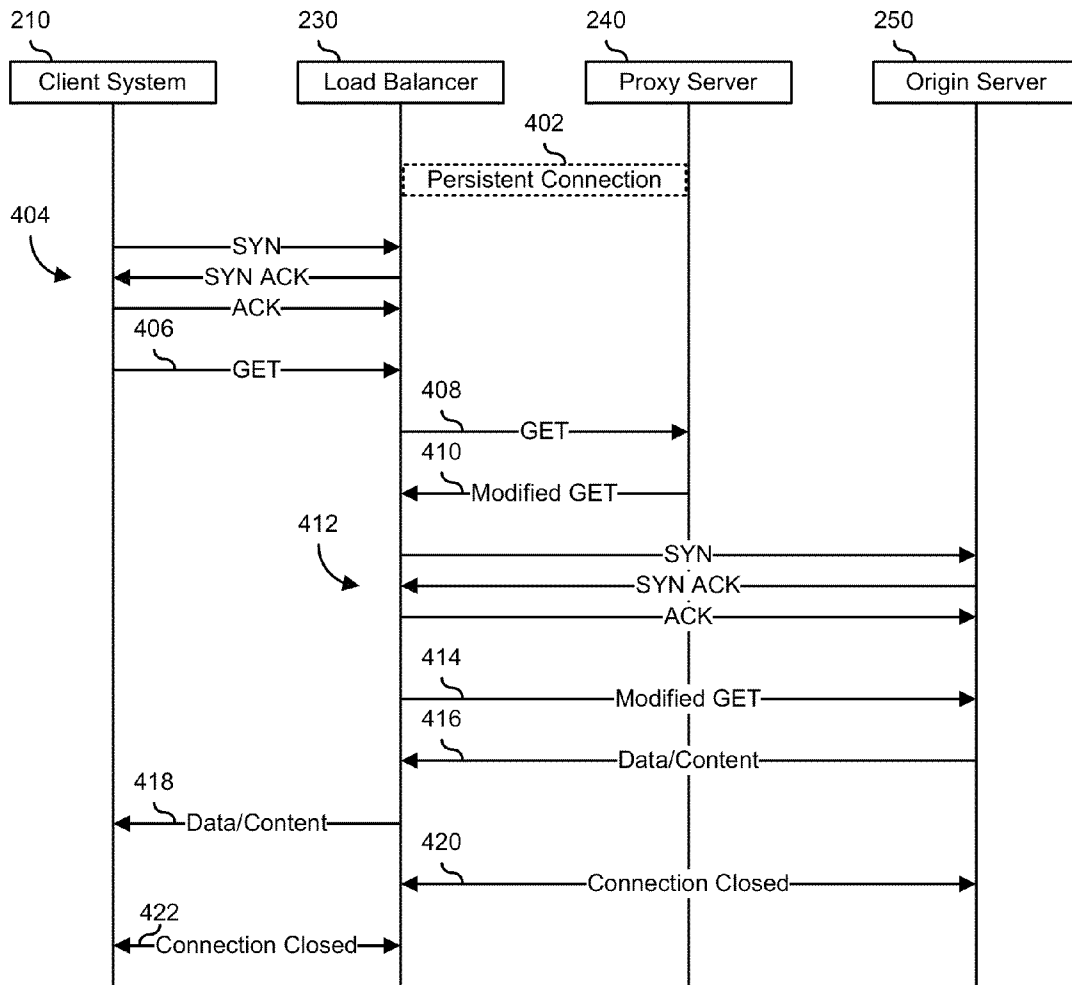 210
230
240
250
Client System
Load Balancer
Proxy Server
Origin Server
402
Persistent Connection
404
SYN
SYN ACK
ACK
406
GET
408
GET
410
Modified GET
412
SYN
SYN ACK
ACK
414
Modified GET
416
Data/Content
418
Data/Content
420
Connection Closed
422
Connection Closed